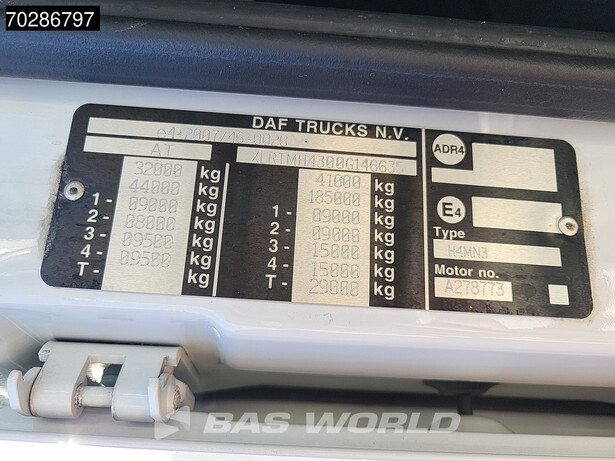 70286797
DAF TRUCKS N.V.
e4*2007/46*0020
A1 XLRTMH4300G146635
32000 kg 41000 kg
44000 kg 185000 kg
1- 09000 kg 1- 09000 kg
2- 08000 kg 2- 09000 kg
3- 09500 kg 3- 15000 kg
4- 09500 kg 4- 15000 kg
T- kg T- 29000 kg
ADR4
E4
Type
H4MN3
Motor no.
A278773
BAS WORLD